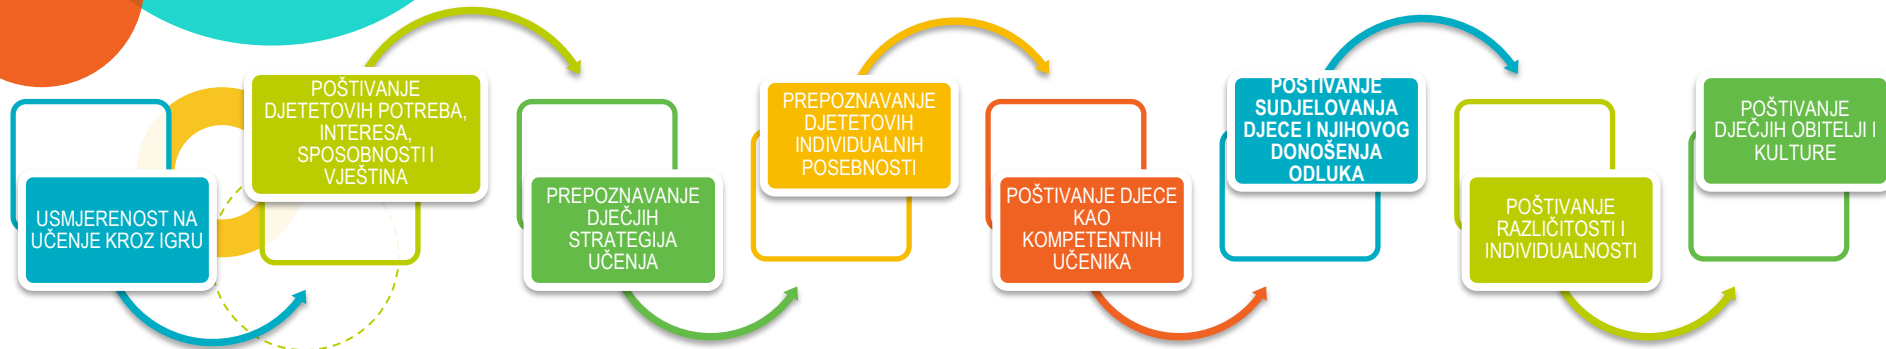 USMJERENOST NA
UČENJE KROZ IGRU
POŠTIVANJE
DJETETOVIH POTREBA,
INTERESA,
SPOSOBNOSTI I
VJEŠTINA
PREPOZNAVANJE
DJEČJIH
STRATEGIJA
UČENJA
PREPOZNAVANJE
DJETETOVIH
INDIVIDUALNIH
POSEBNOSTI
POŠTIVANJE DJECE
KAO
KOMPETENTNIH
UČENIKA
POŠTIVANJE
SUDJELOVANJA
DJECE I NJIHOVOG
DONOŠENJA
ODLUKA
POŠTIVANJE
RAZLIČITOSTI I
INDIVIDUALNOSTI
POŠTIVANJE
DJEČJIH OBITELJI I
KULTURE